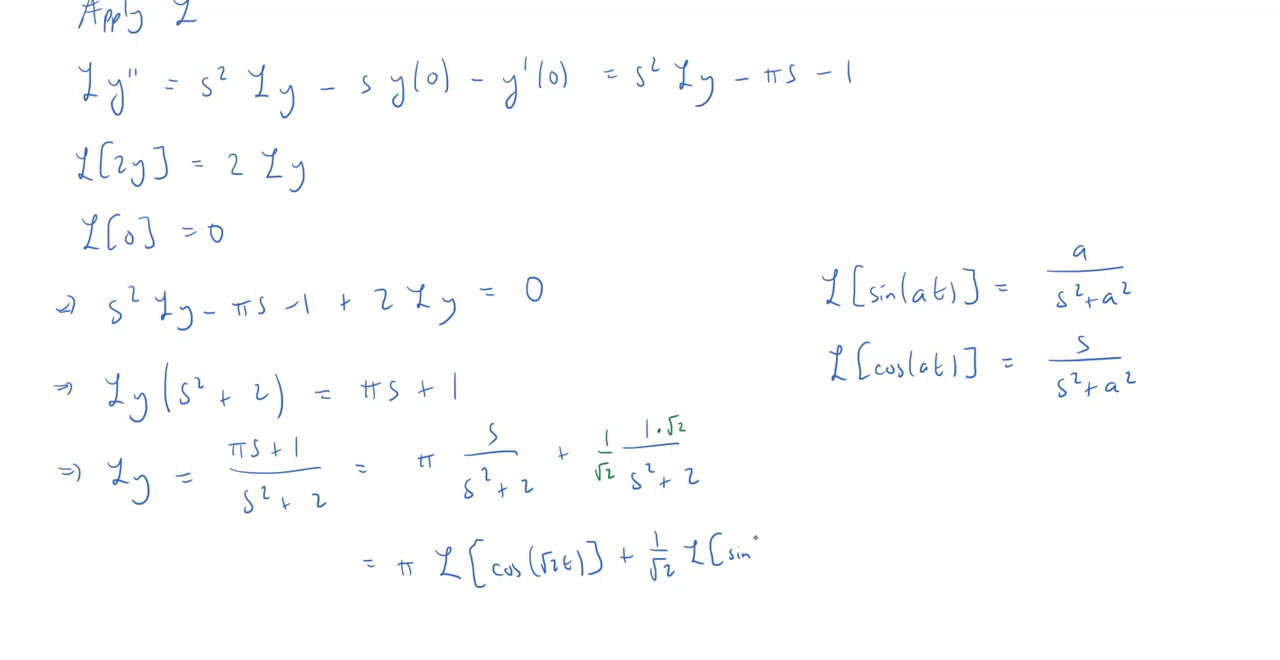 Apply ℒ
ℒy'' = s² ℒy - s y(0) - y'(0) = s² ℒy - πs - 1
ℒ[2y] = 2 ℒy
ℒ[0] = 0
⇒ s² ℒy - πs - 1 + 2 ℒy = 0
⇒ ℒy (s² + 2) = πs + 1
⇒ ℒy = (πs + 1)/(s² + 2) = π s/(s² + 2) + 1/√2 (1·√2)/(s² + 2)
= π ℒ[cos(√2t)] + 1/√2 ℒ[sin
ℒ[sin(at)] = a/(s² + a²)
ℒ[cos(at)] = s/(s² + a²)